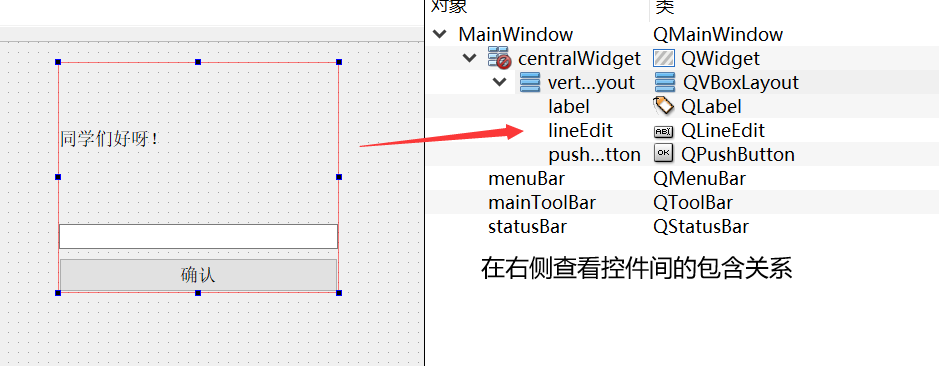 对象 类
MainWindow QMainWindow
centralWidget QWidget
vert...yout QVBoxLayout
label QLabel
同学们好呀！
lineEdit ABI QLineEdit
push...tton OK QPushButton
menuBar QMenuBar
mainToolBar QToolBar
statusBar QStatusBar
确认
在右侧查看控件间的包含关系